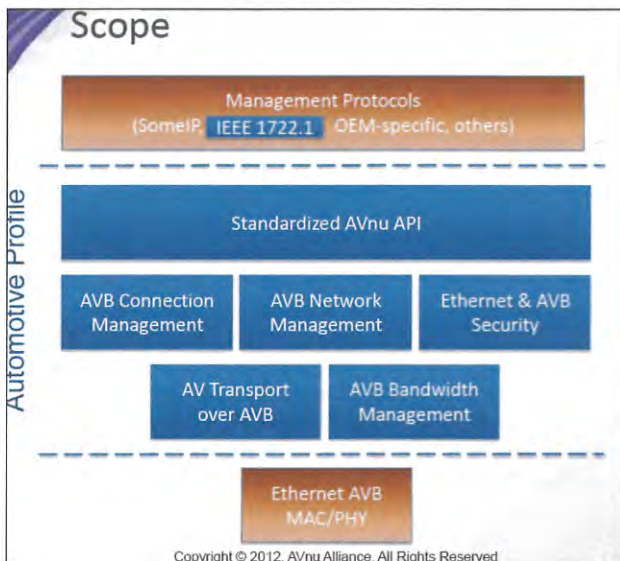 Scope
Management Protocols
(SomeIP, IEEE 1722.1 OEM-specific, others)
Automotive Profile
Standardized AVnu API
AVB Connection
Management
AVB Network
Management
Ethernet & AVB
Security
AV Transport
over AVB
AVB Bandwidth
Management
Ethernet AVB
MAC/PHY
Copyright © 2012, AVnu Alliance, All Rights Reserved